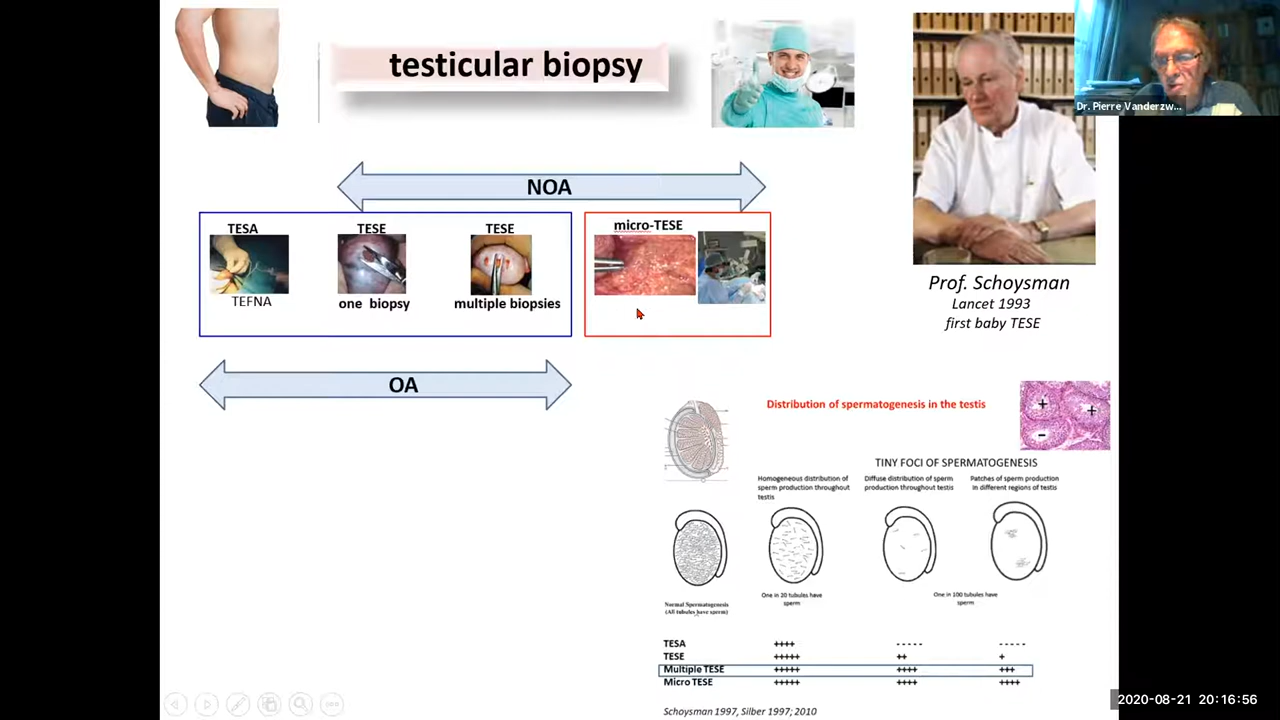 testicular biopsy
Dr. Pierre Vanderzw...
NOA
TESA
TESE
TESE
micro-TESE
TEFNA
one biopsy
multiple biopsies
OA
Prof. Schoysman
Lancet 1993
first baby TESE
Distribution of spermatogenesis in the testis
+
+
-
TINY FOCI OF SPERMATOGENESIS
Homogeneous distribution of
sperm production throughout
testis
Diffuse distribution of sperm
production throughout testis
Patches of sperm production
in different regions of testis
Normal Spermatogenesis
(All tubules have sperm)
One in 20 tubules have
sperm
One in 100 tubules have
sperm
TESA ++++ ----- -----
TESE +++++ ++ +
Multiple TESE +++++ ++++ +++
Micro TESE +++++ ++++ ++++
Schoysman 1997, Silber 1997; 2010
2020-08-21 20:16:56